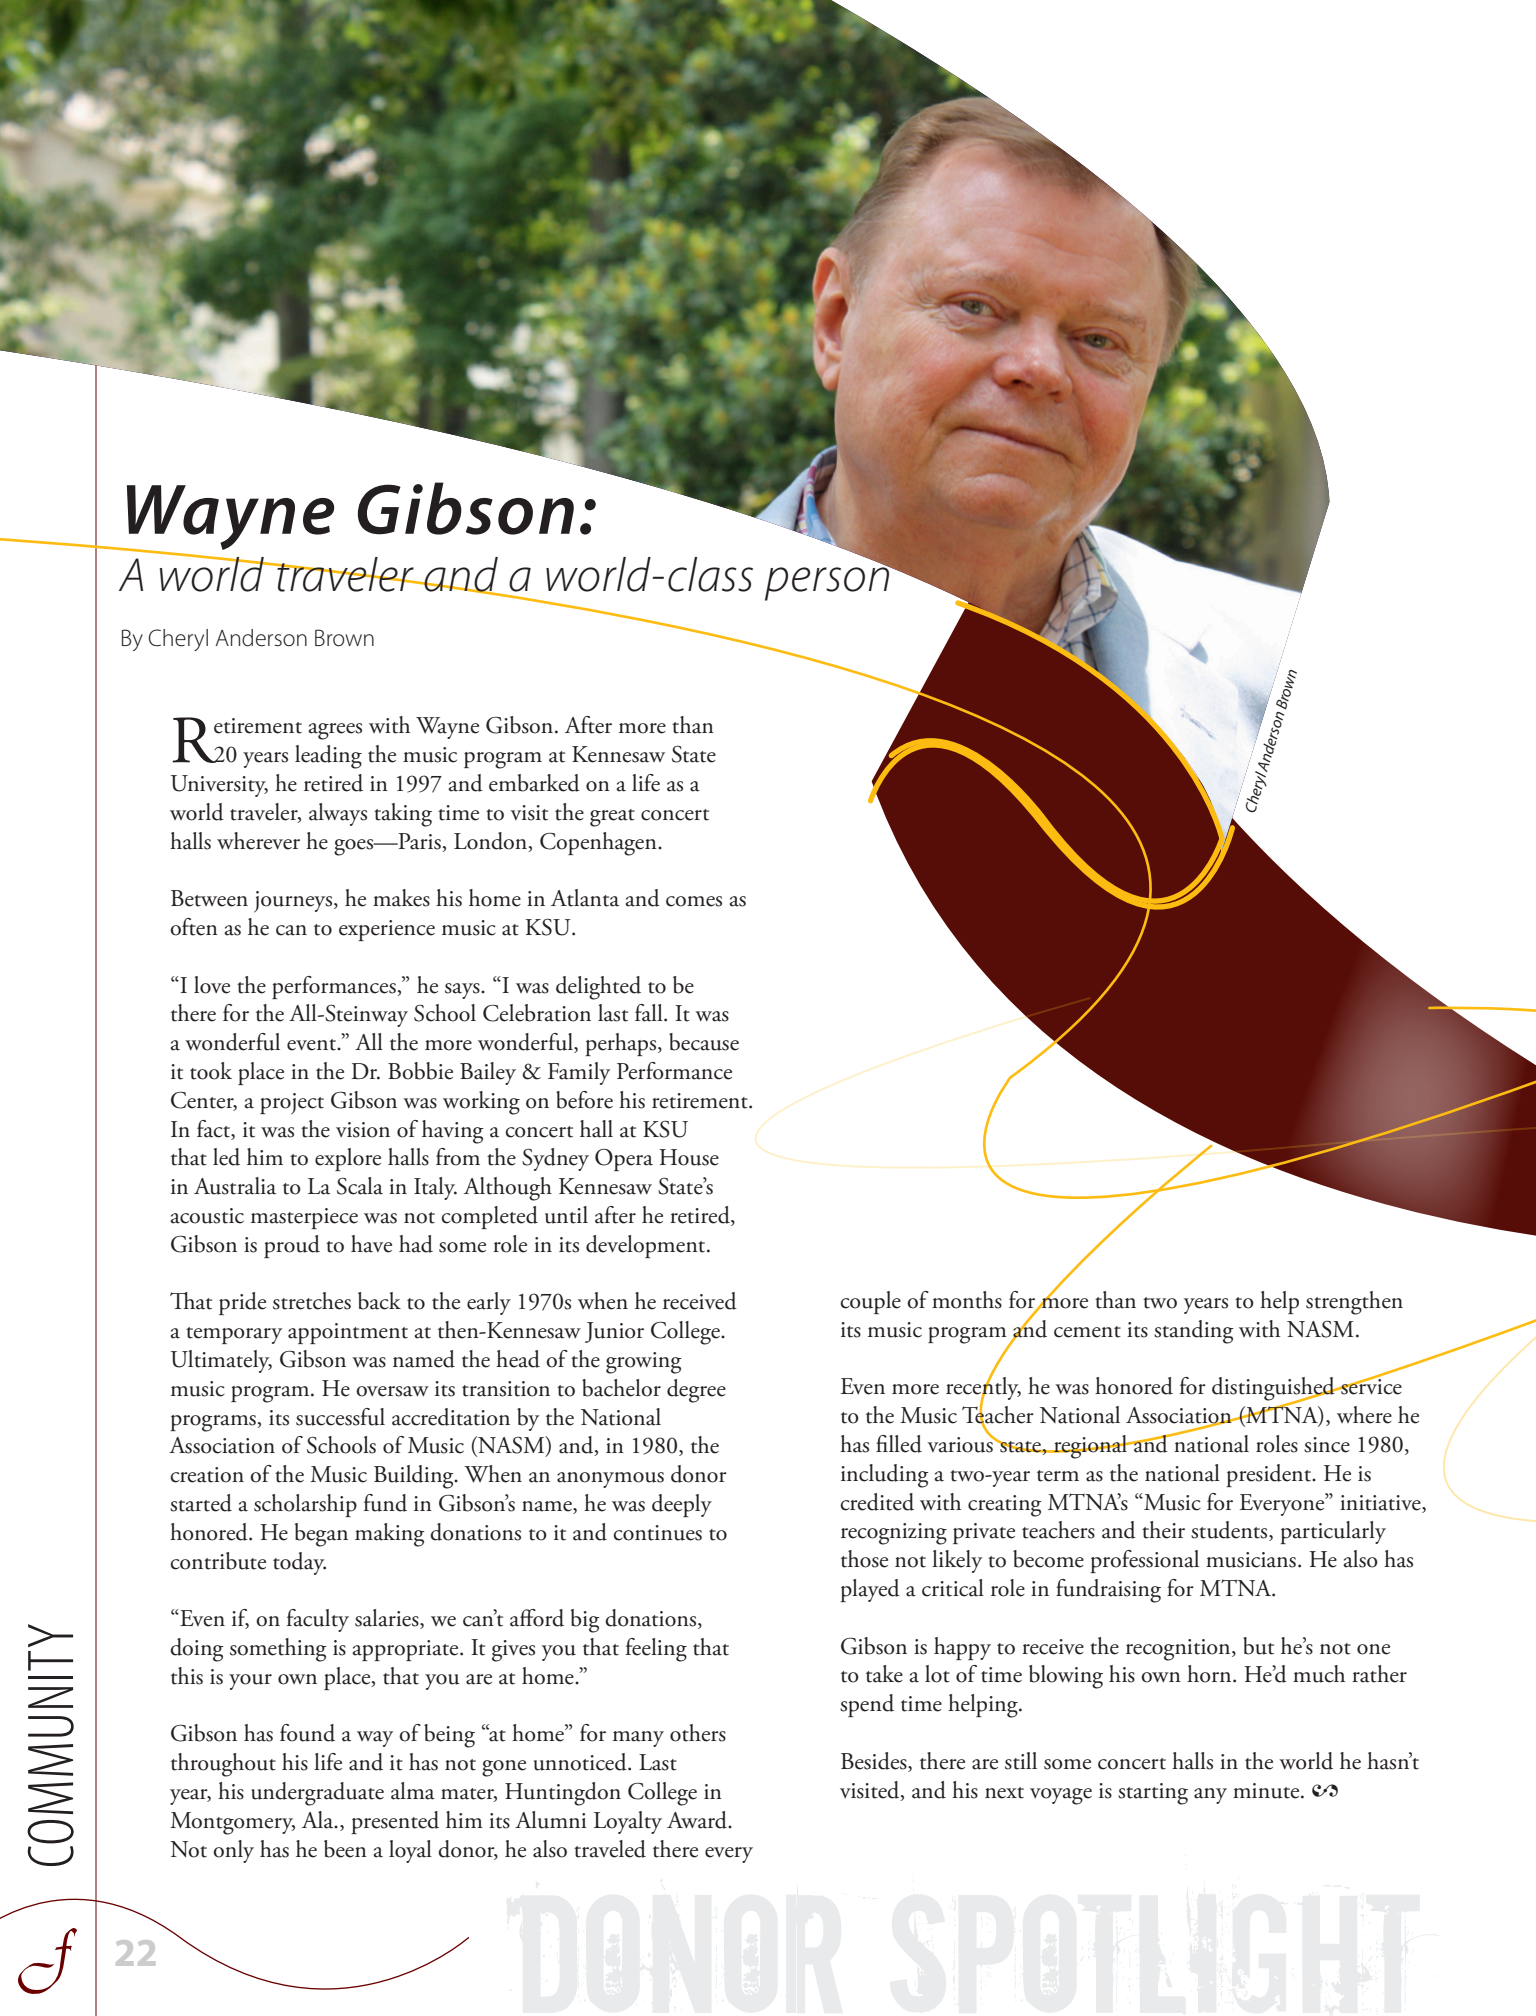 Wayne Gibson:
A world traveler and a world-class person
By Cheryl Anderson Brown
Cheryl Anderson Brown
Retirement agrees with Wayne Gibson. After more than
20 years leading the music program at Kennesaw State
University, he retired in 1997 and embarked on a life as a
world traveler, always taking time to visit the great concert
halls wherever he goes—Paris, London, Copenhagen.
Between journeys, he makes his home in Atlanta and comes as
often as he can to experience music at KSU.
“I love the performances,” he says. “I was delighted to be
there for the All-Steinway School Celebration last fall. It was
a wonderful event.” All the more wonderful, perhaps, because
it took place in the Dr. Bobbie Bailey & Family Performance
Center, a project Gibson was working on before his retirement.
In fact, it was the vision of having a concert hall at KSU
that led him to explore halls from the Sydney Opera House
in Australia to La Scala in Italy. Although Kennesaw State’s
acoustic masterpiece was not completed until after he retired,
Gibson is proud to have had some role in its development.
That pride stretches back to the early 1970s when he received
a temporary appointment at then-Kennesaw Junior College.
Ultimately, Gibson was named the head of the growing
music program. He oversaw its transition to bachelor degree
programs, its successful accreditation by the National
Association of Schools of Music (NASM) and, in 1980, the
creation of the Music Building. When an anonymous donor
started a scholarship fund in Gibson’s name, he was deeply
honored. He began making donations to it and continues to
contribute today.
“Even if, on faculty salaries, we can’t afford big donations,
doing something is appropriate. It gives you that feeling that
this is your own place, that you are at home.”
Gibson has found a way of being “at home” for many others
throughout his life and it has not gone unnoticed. Last
year, his undergraduate alma mater, Huntingdon College in
Montgomery, Ala., presented him its Alumni Loyalty Award.
Not only has he been a loyal donor, he also traveled there every
couple of months for more than two years to help strengthen
its music program and cement its standing with NASM.
Even more recently, he was honored for distinguished service
to the Music Teacher National Association (MTNA), where he
has filled various state, regional and national roles since 1980,
including a two-year term as the national president. He is
credited with creating MTNA’s “Music for Everyone” initiative,
recognizing private teachers and their students, particularly
those not likely to become professional musicians. He also has
played a critical role in fundraising for MTNA.
Gibson is happy to receive the recognition, but he’s not one
to take a lot of time blowing his own horn. He’d much rather
spend time helping.
Besides, there are still some concert halls in the world he hasn’t
visited, and his next voyage is starting any minute.
COMMUNITY
f
22
DONOR SPOTLIGHT